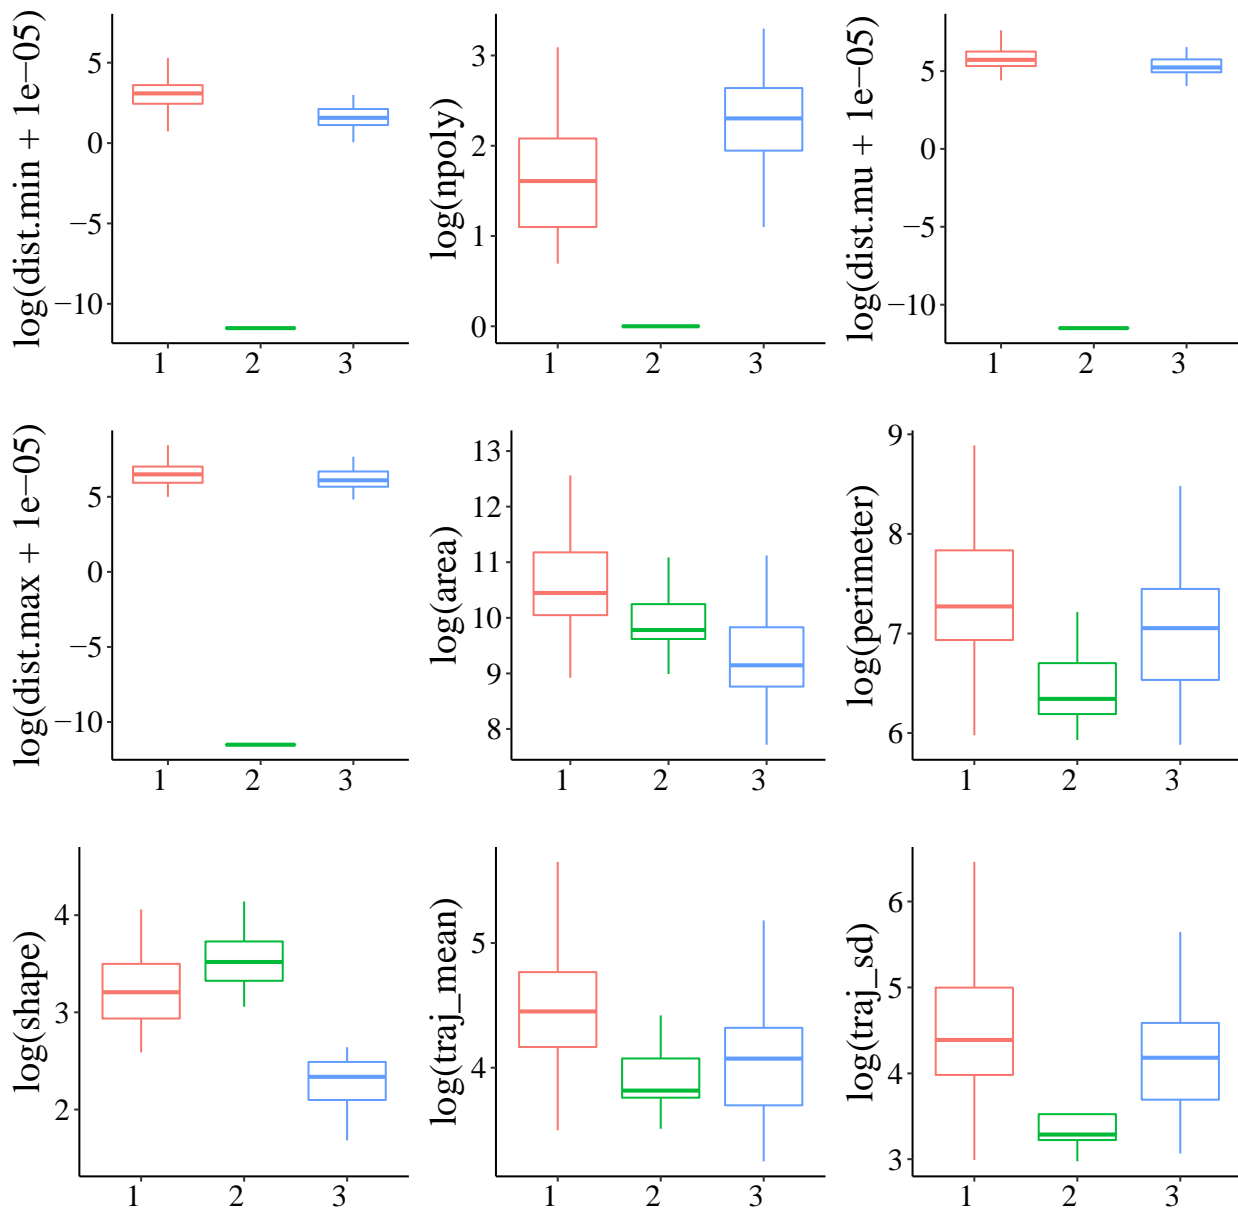 log(dist.min + 1e−05)
5
0
−5
−10
1 2 3
log(npoly)
3
2
1
0
1 2 3
log(dist.mu + 1e−05)
5
0
−5
−10
1 2 3
log(dist.max + 1e−05)
5
0
−5
−10
1 2 3
log(area)
13
12
11
10
9
8
1 2 3
log(perimeter)
9
8
7
6
1 2 3
log(shape)
4
3
2
1 2 3
log(traj_mean)
5
4
1 2 3
log(traj_sd)
6
5
4
3
1 2 3